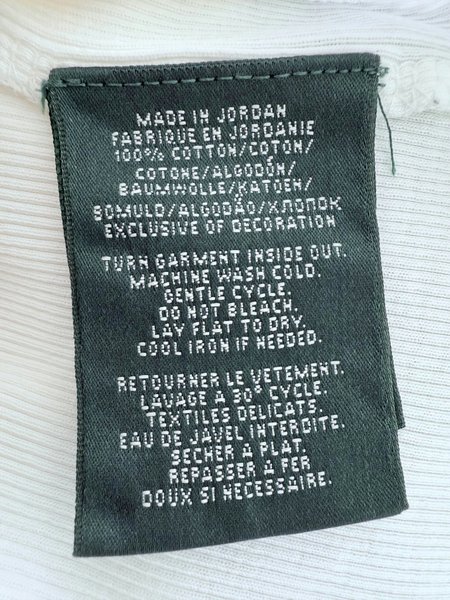 MADE IN JORDAN
FABRIQUE EN JORDANIE
100% COTTON/COTON/
COTONE/ALGODÓN/
BAUMWOLLE/KATOEN/
BOMULD/ALGODÃO/ХЛОПОК
EXCLUSIVE OF DECORATION
TURN GARMENT INSIDE OUT.
MACHINE WASH COLD.
GENTLE CYCLE.
DO NOT BLEACH.
LAY FLAT TO DRY.
COOL IRON IF NEEDED.
RETOURNER LE VETEMENT.
LAVAGE A 30° CYCLE.
TEXTILES DELICATS.
EAU DE JAVEL INTERDITE.
SECHER A PLAT.
REPASSER A FER
DOUX SI NECESSAIRE.